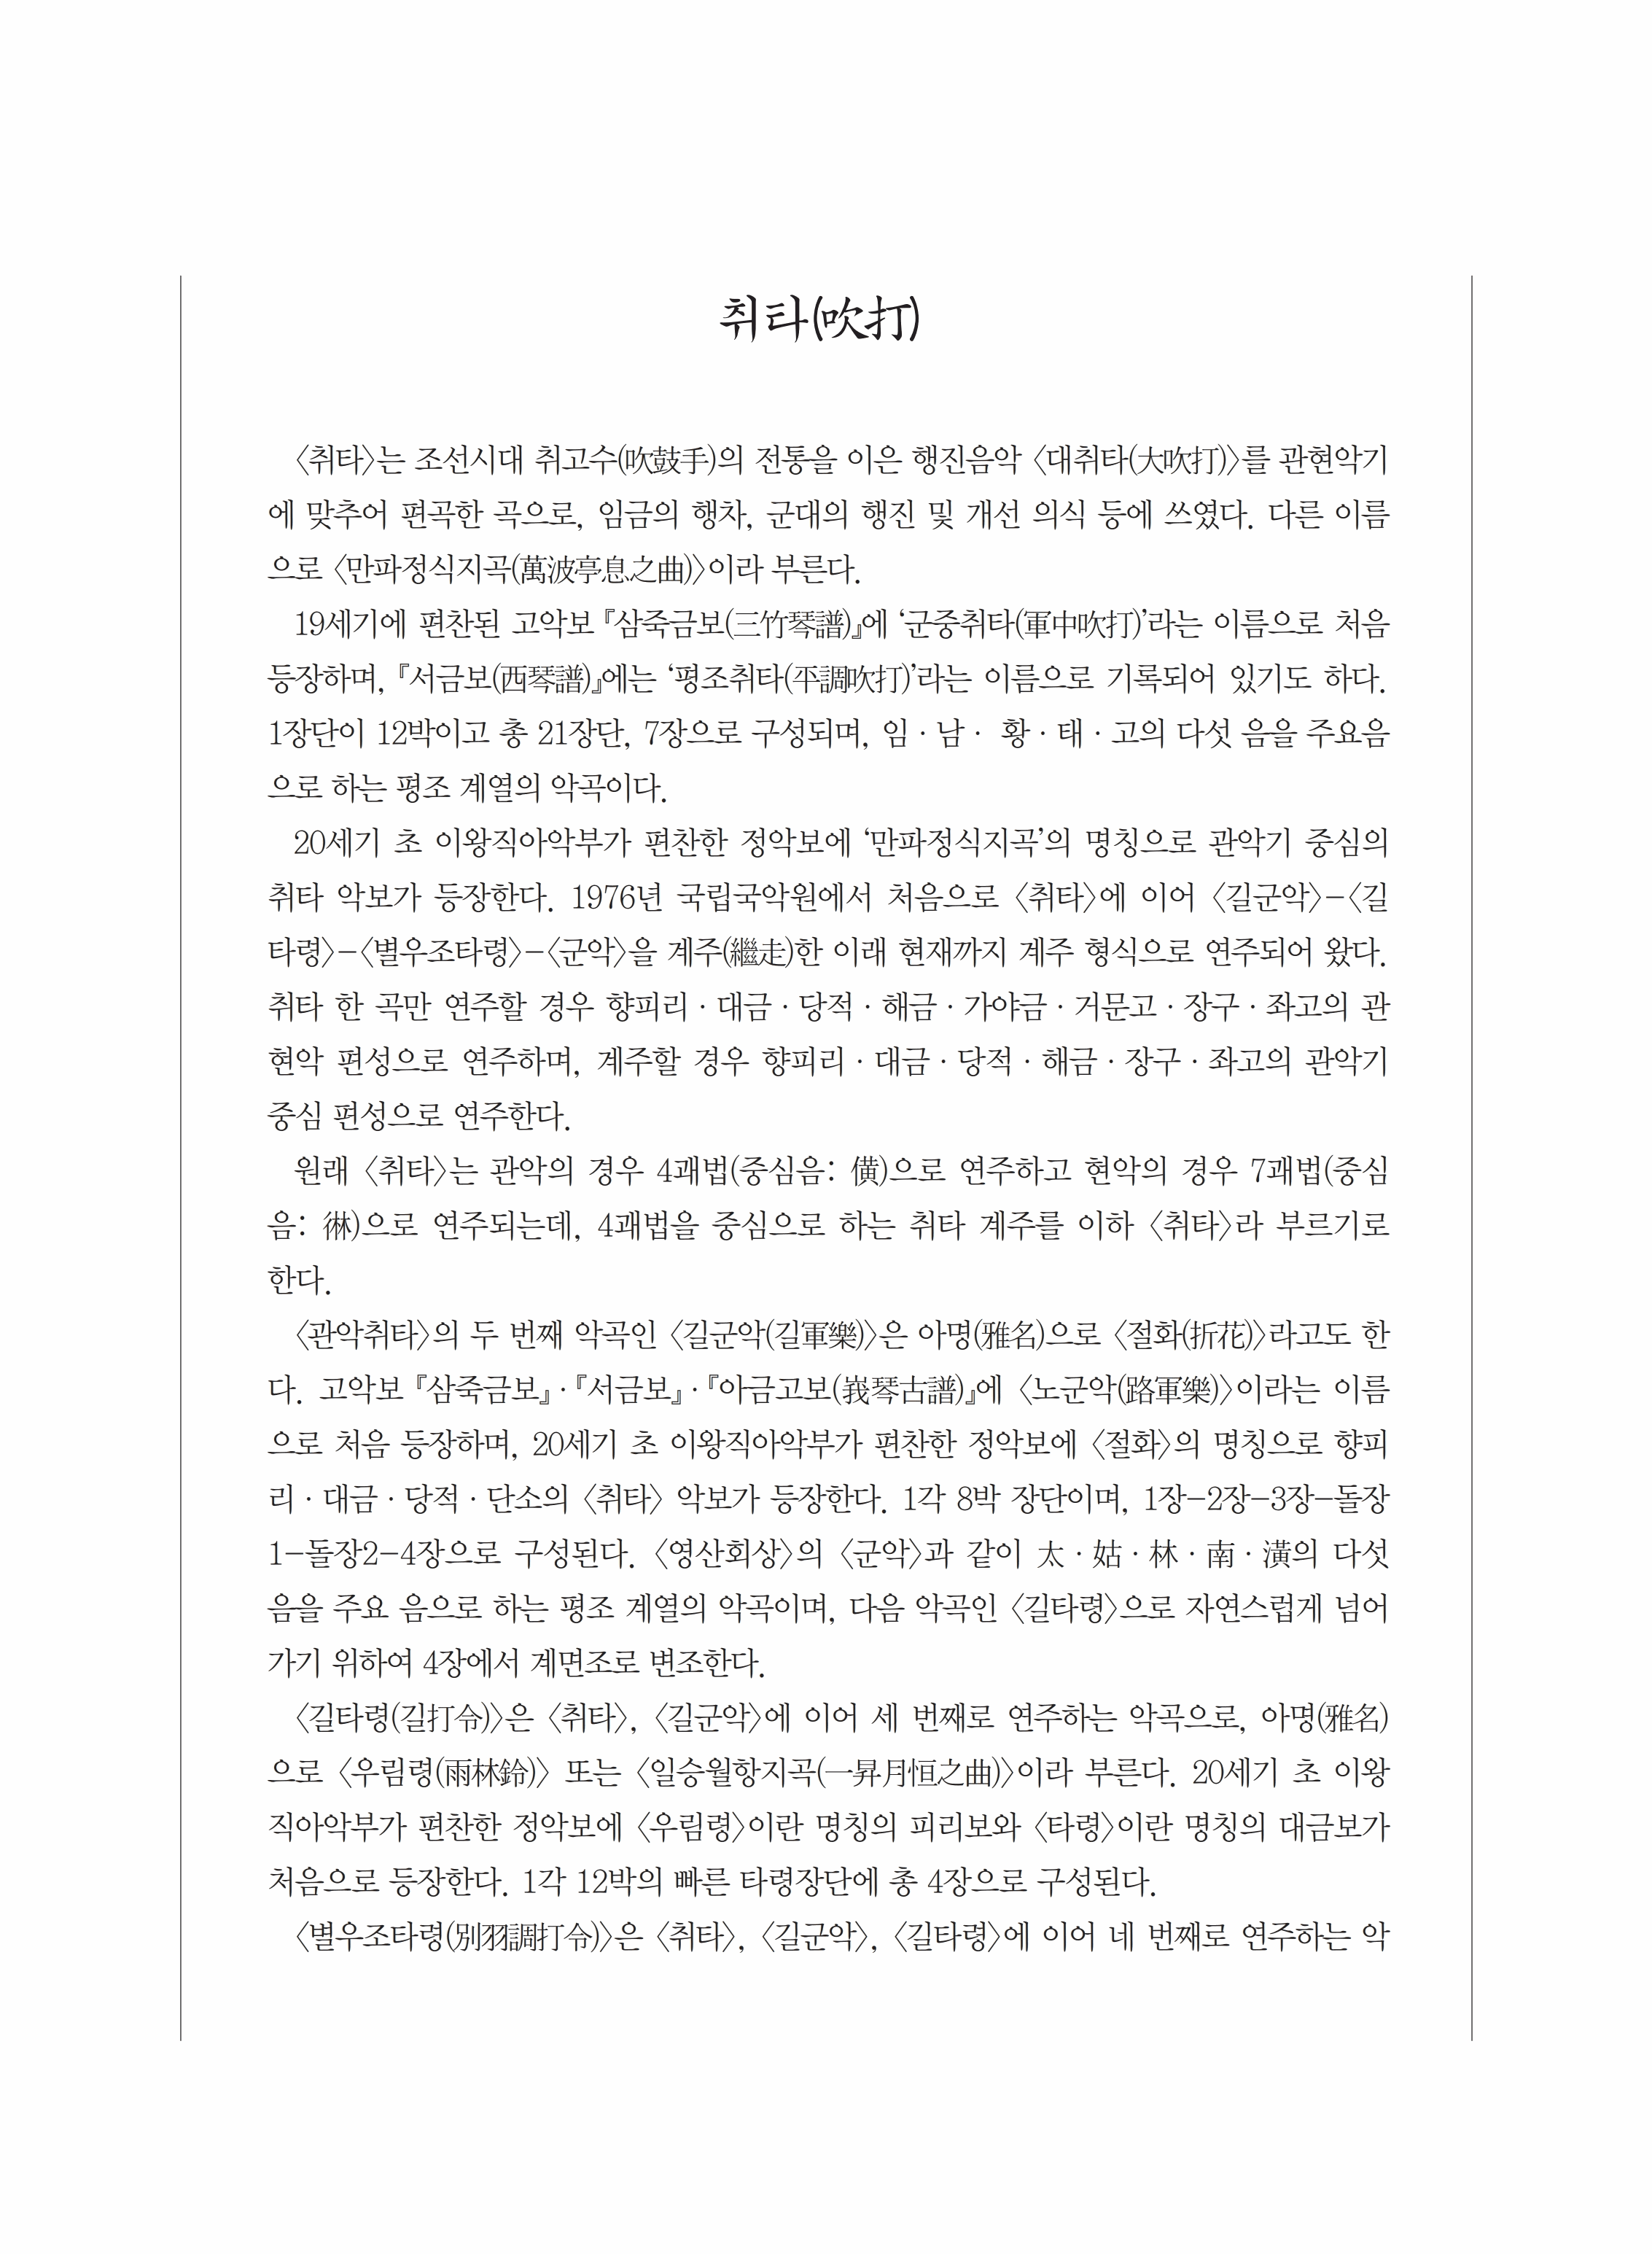 취타(吹打)
〈취타〉는 조선시대 취고수(吹鼓手)의 전통을 이은 행진음악 〈대취타(大吹打)〉를 관현악기
에 맞추어 편곡한 곡으로, 임금의 행차, 군대의 행진 및 개선 의식 등에 쓰였다. 다른 이름
으로 〈만파정식지곡(萬波亭息之曲)〉이라 부른다.
19세기에 편찬된 고악보 『삼죽금보(三竹琴譜)』에 ‘군중취타(軍中吹打)’라는 이름으로 처음
등장하며, 『서금보(西琴譜)』에는 ‘평조취타(平調吹打)’라는 이름으로 기록되어 있기도 하다.
1장단이 12박이고 총 21장단, 7장으로 구성되며, 임 · 남 · 황 · 태 · 고의 다섯 음을 주요음
으로 하는 평조 계열의 악곡이다.
20세기 초 이왕직아악부가 편찬한 정악보에 ‘만파정식지곡’의 명칭으로 관악기 중심의
취타 악보가 등장한다. 1976년 국립국악원에서 처음으로 〈취타〉에 이어 〈길군악〉-〈길
타령〉-〈별우조타령〉-〈군악〉을 계주(繼走)한 이래 현재까지 계주 형식으로 연주되어 왔다.
취타 한 곡만 연주할 경우 향피리 · 대금 · 당적 · 해금 · 가야금 · 거문고 · 장구 · 좌고의 관
현악 편성으로 연주하며, 계주할 경우 향피리 · 대금 · 당적 · 해금 · 장구 · 좌고의 관악기
중심 편성으로 연주한다.
원래 〈취타〉는 관악의 경우 4괘법(중심음: 僙)으로 연주하고 현악의 경우 7괘법(중심
음: 㣩)으로 연주되는데, 4괘법을 중심으로 하는 취타 계주를 이하 〈취타〉라 부르기로
한다.
〈관악취타〉의 두 번째 악곡인 〈길군악(길軍樂)〉은 아명(雅名)으로 〈절화(折花)〉라고도 한
다. 고악보 『삼죽금보』·『서금보』·『아금고보(峩琴古譜)』에 〈노군악(路軍樂)〉이라는 이름
으로 처음 등장하며, 20세기 초 이왕직아악부가 편찬한 정악보에 〈절화〉의 명칭으로 향피
리 · 대금 · 당적 · 단소의 〈취타〉 악보가 등장한다. 1각 8박 장단이며, 1장-2장-3장-돌장
1-돌장2-4장으로 구성된다. 〈영산회상〉의 〈군악〉과 같이 太 · 姑 · 林 · 南 · 潢의 다섯
음을 주요 음으로 하는 평조 계열의 악곡이며, 다음 악곡인 〈길타령〉으로 자연스럽게 넘어
가기 위하여 4장에서 계면조로 변조한다.
〈길타령(길打令)〉은 〈취타〉, 〈길군악〉에 이어 세 번째로 연주하는 악곡으로, 아명(雅名)
으로 〈우림령(雨林鈴)〉 또는 〈일승월항지곡(一昇月恒之曲)〉이라 부른다. 20세기 초 이왕
직아악부가 편찬한 정악보에 〈우림령〉이란 명칭의 피리보와 〈타령〉이란 명칭의 대금보가
처음으로 등장한다. 1각 12박의 빠른 타령장단에 총 4장으로 구성된다.
〈별우조타령(別羽調打令)〉은 〈취타〉, 〈길군악〉, 〈길타령〉에 이어 네 번째로 연주하는 악